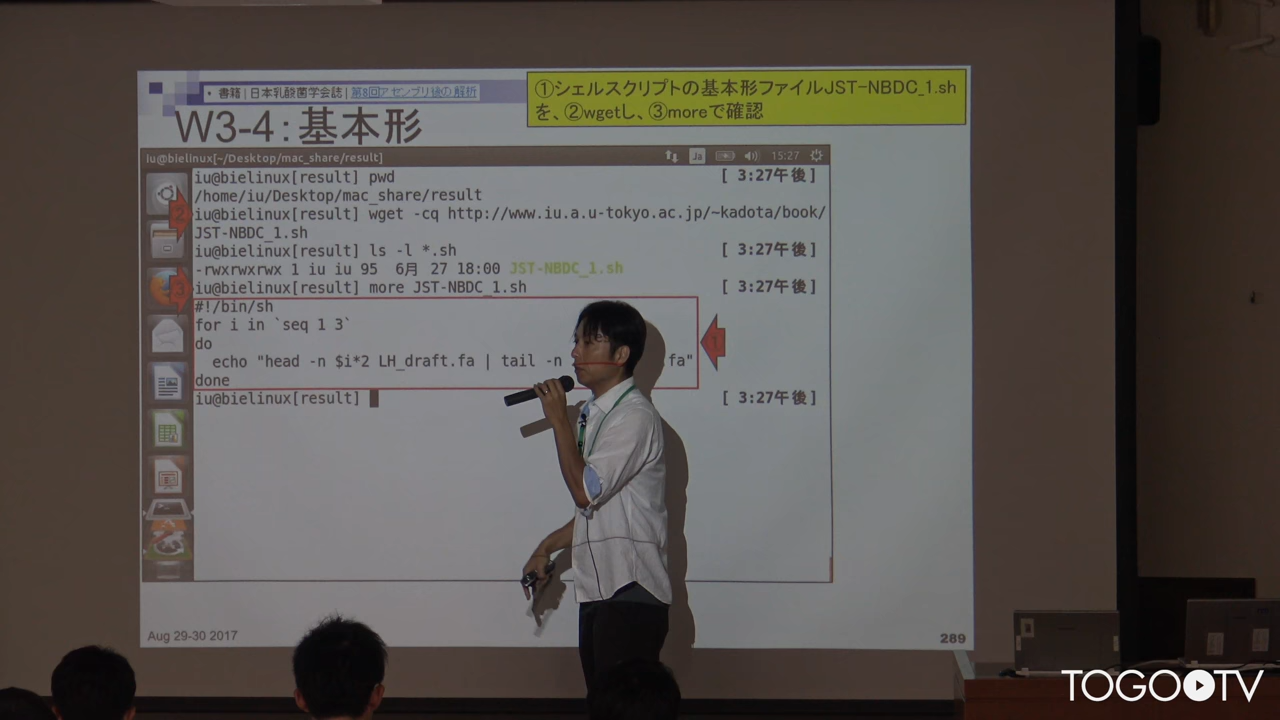 • 書籍 | 日本乳酸菌学会誌 | 第8回アセンブリ後の解析
W3-4：基本形
①シェルスクリプトの基本形ファイルJST-NBDC_1.sh
を、②wgetし、③moreで確認
iu@bielinux[~/Desktop/mac_share/result]
Ja
15:27
iu@bielinux[result] pwd [ 3:27午後]
/home/iu/Desktop/mac_share/result
iu@bielinux[result] wget -cq http://www.iu.a.u-tokyo.ac.jp/~kadota/book/
JST-NBDC_1.sh
iu@bielinux[result] ls -l *.sh [ 3:27午後]
-rwxrwxrwx 1 iu iu 95 6月 27 18:00 JST-NBDC_1.sh
iu@bielinux[result] more JST-NBDC_1.sh [ 3:27午後]
#!/bin/sh
for i in `seq 1 3`
do
echo "head -n $i*2 LH_draft.fa | tail -n .fa"
done
iu@bielinux[result] [ 3:27午後]
②
③
①
Aug 29-30 2017
289
TOGOTV